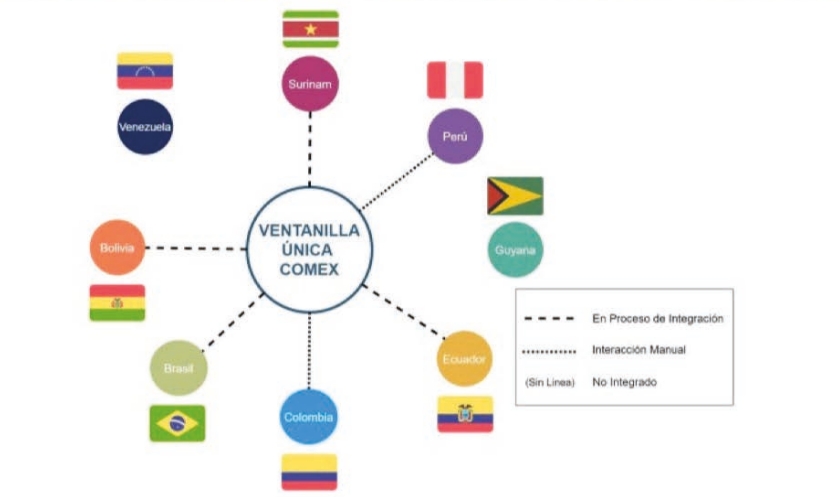 Surinam
Venezuela
Perú
VENTANILLA
ÚNICA
COMEX
Bolivia
Guyana
En Proceso de Integración
Interacción Manual
(Sin Linea) No Integrado
Ecuador
Brasil
Colombia